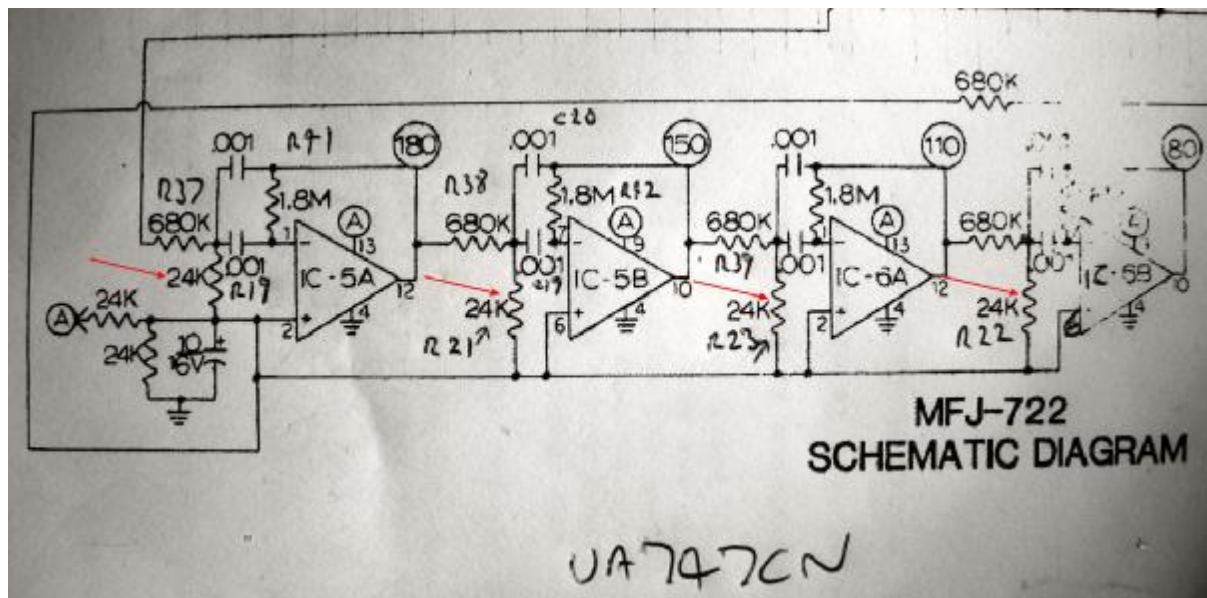 680K
.001 R41 180 c20 .001 150 .001 110 80
R37 1.8M A R38 1.8M R42 A 1.8M A
680K 1 - 13 680K 7 - 9 680K 1 - 13 680K
24K .001 R19 IC-5A 12 .001 c19 IC-5B 10 R39 .001 IC-6A 12 .001 10
A 24K 24K 24K 24K
24K 10 16V + 2 + 4 R21 6 + 4 R23 2 + 4 R22 6 4
MFJ-722
SCHEMATIC DIAGRAM
UA747CN